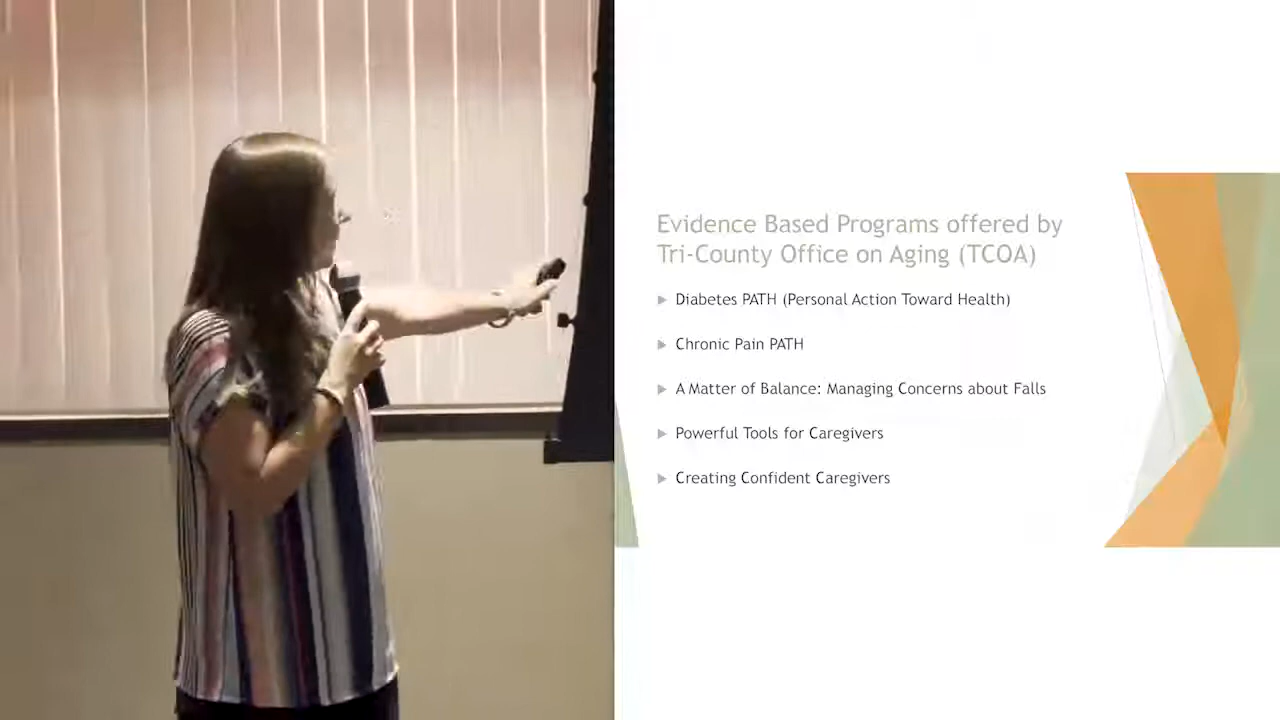 Evidence Based Programs offered by
Tri-County Office on Aging (TCOA)
Diabetes PATH (Personal Action Toward Health)
Chronic Pain PATH
A Matter of Balance: Managing Concerns about Falls
Powerful Tools for Caregivers
Creating Confident Caregivers